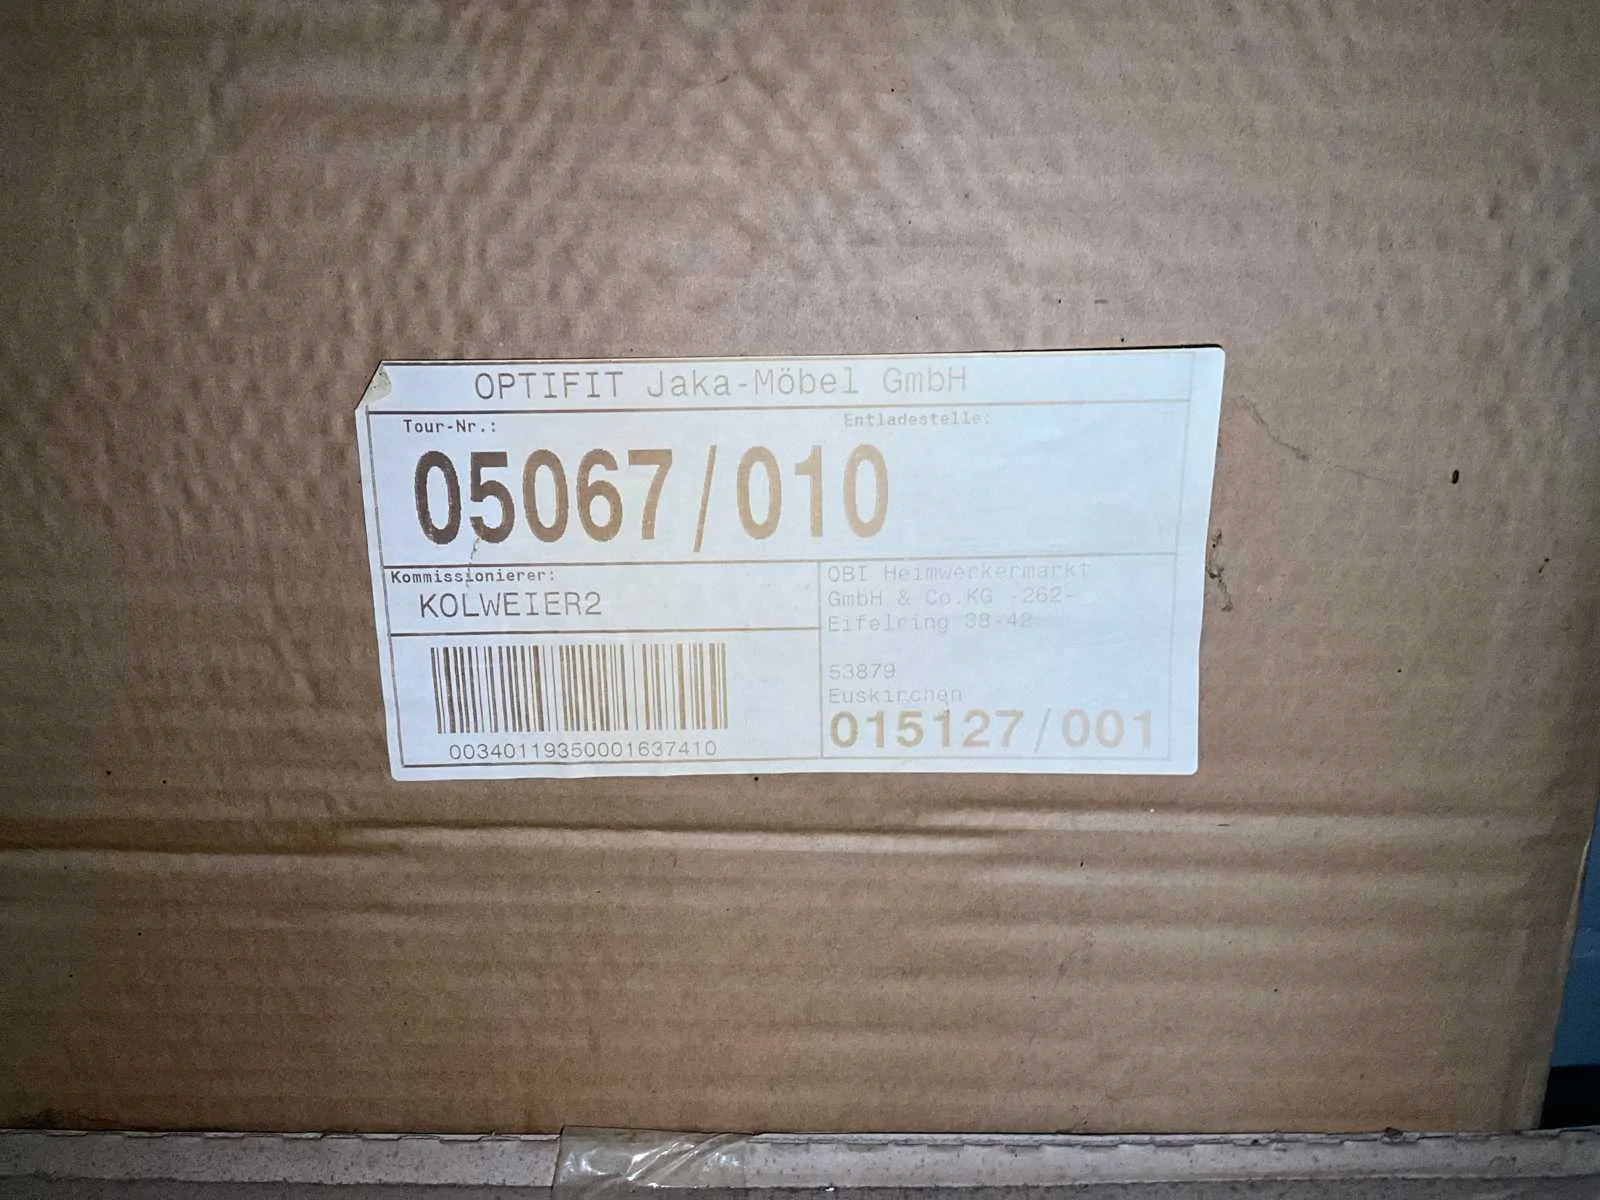 OPTIFIT Jaka-Möbel GmbH
Tour-Nr.:
Entladestelle:
05067/010
Kommissionierer:
KOLWEIER2
OBI Heimwerkermarkt
GmbH & Co.KG -262-
Eifelring 38-42
53879
Euskirchen
015127/001
00340119350001637410